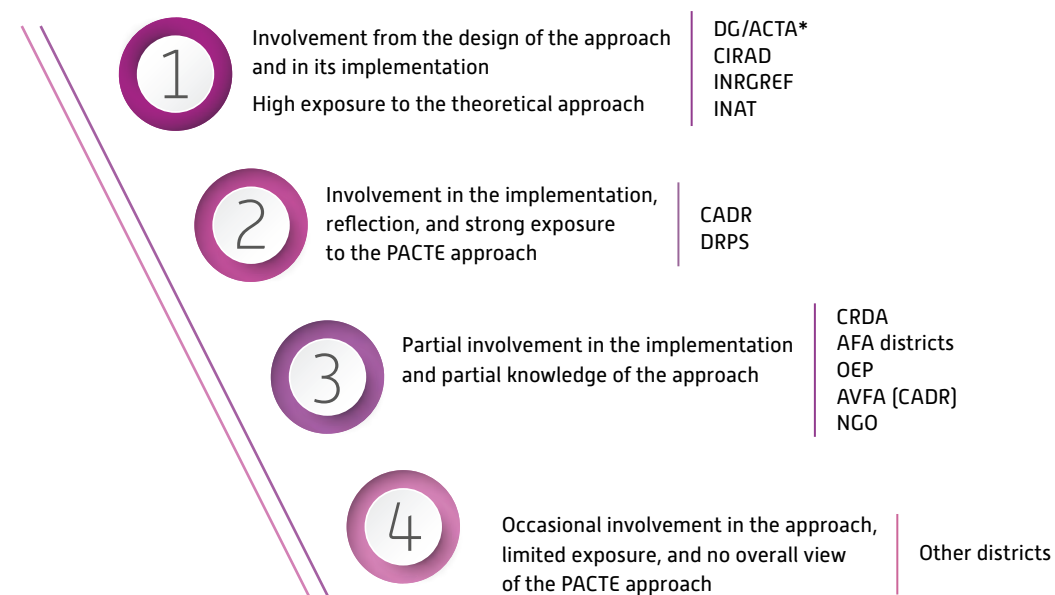 1
Involvement from the design of the approach
and in its implementation
High exposure to the theoretical approach
DG/ACTA*
CIRAD
INRGREF
INAT
2
Involvement in the implementation,
reflection, and strong exposure
to the PACTE approach
CADR
DRPS
3
Partial involvement in the implementation
and partial knowledge of the approach
CRDA
AFA districts
OEP
AVFA (CADR)
NGO
4
Occasional involvement in the approach,
limited exposure, and no overall view
of the PACTE approach
Other districts